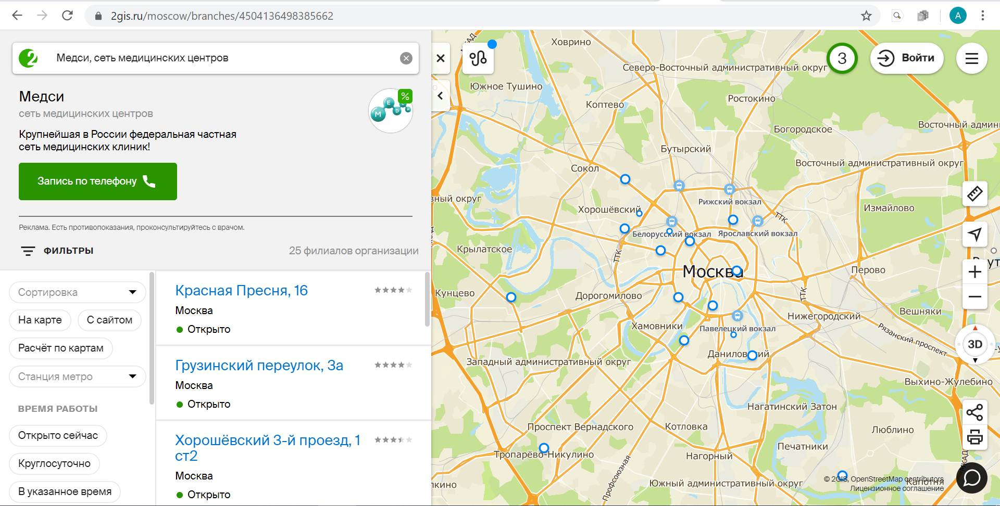 2gis.ru/moscow/branches/4504136498385662
A
Медси, сеть медицинских центров
Медси
сеть медицинских центров
Крупнейшая в России федеральная частная
сеть медицинских клиник!
Запись по телефону
Реклама. Есть противопоказания, проконсультируйтесь с врачом.
ФИЛЬТРЫ
25 филиалов организации
Сортировка
На карте
С сайтом
Расчёт по картам
Станция метро
ВРЕМЯ РАБОТЫ
Открыто сейчас
Круглосуточно
В указанное время
Красная Пресня, 16
Москва
Открыто
Грузинский переулок, 3а
Москва
Открыто
Хорошёвский 3-й проезд, 1
ст2
Москва
Открыто
M E D
%
3
Войти
Ховрино
Северо-Восточный административный округ
Южное Тушино
Ростокино
Коптево
Богородское
Бутырский
Сокол
Восточный административный округ
Рижский вокзал
Хорошёвский
ТТК
Измайлово
Белорусский вокзал
Ярославский вокзал
Крылатское
ТТК
Москва
Перово
Кунцево
Дорогомилово
ТТК
Нижегородский
Вешняки
Хамовники
Павелецкий вокзал
Рязанский проспект
3D
Даниловский
Западный административный округ
Выхино-Жулебино
Нагатинский Затон
Проспект Вернадского
Котловка
Люблино
Печатники
Тропарёво-Никулино
Нагорный
Профсоюзная
Южный административный округ
Капотня
© 2GIS, OpenStreetMap contributors
Лицензионное соглашение